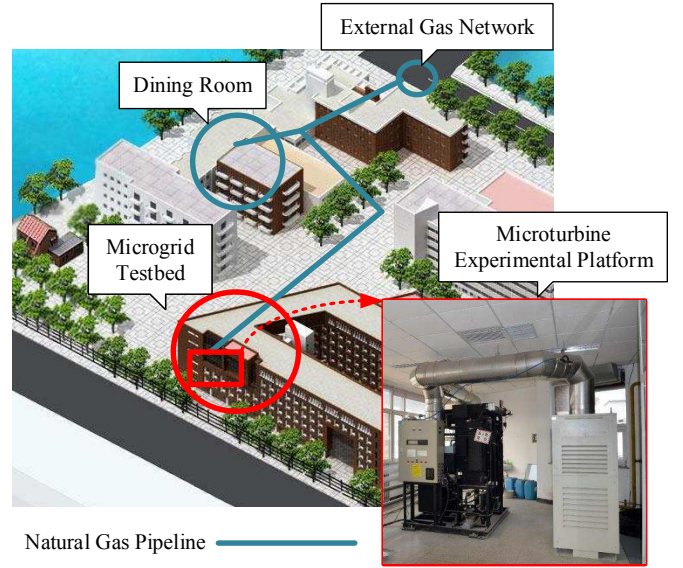 External Gas Network
Dining Room
Microgrid
Testbed
Microturbine
Experimental Platform
Natural Gas Pipeline